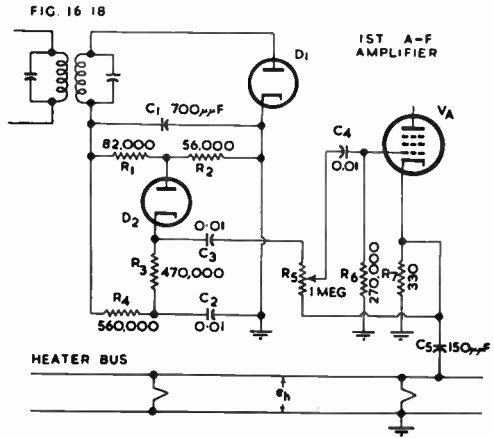 FIG. 16 18
1ST A-F
AMPLIFIER
D1
VA
C1 700μμF
C4
0.01
82,000
56,000
R1
R2
D2
0.01
C3
R3
470,000
R5
1 MEG
R6
270,000
R7
330
R4
560,000
C2
0.01
C5
150μμF
HEATER BUS
eh